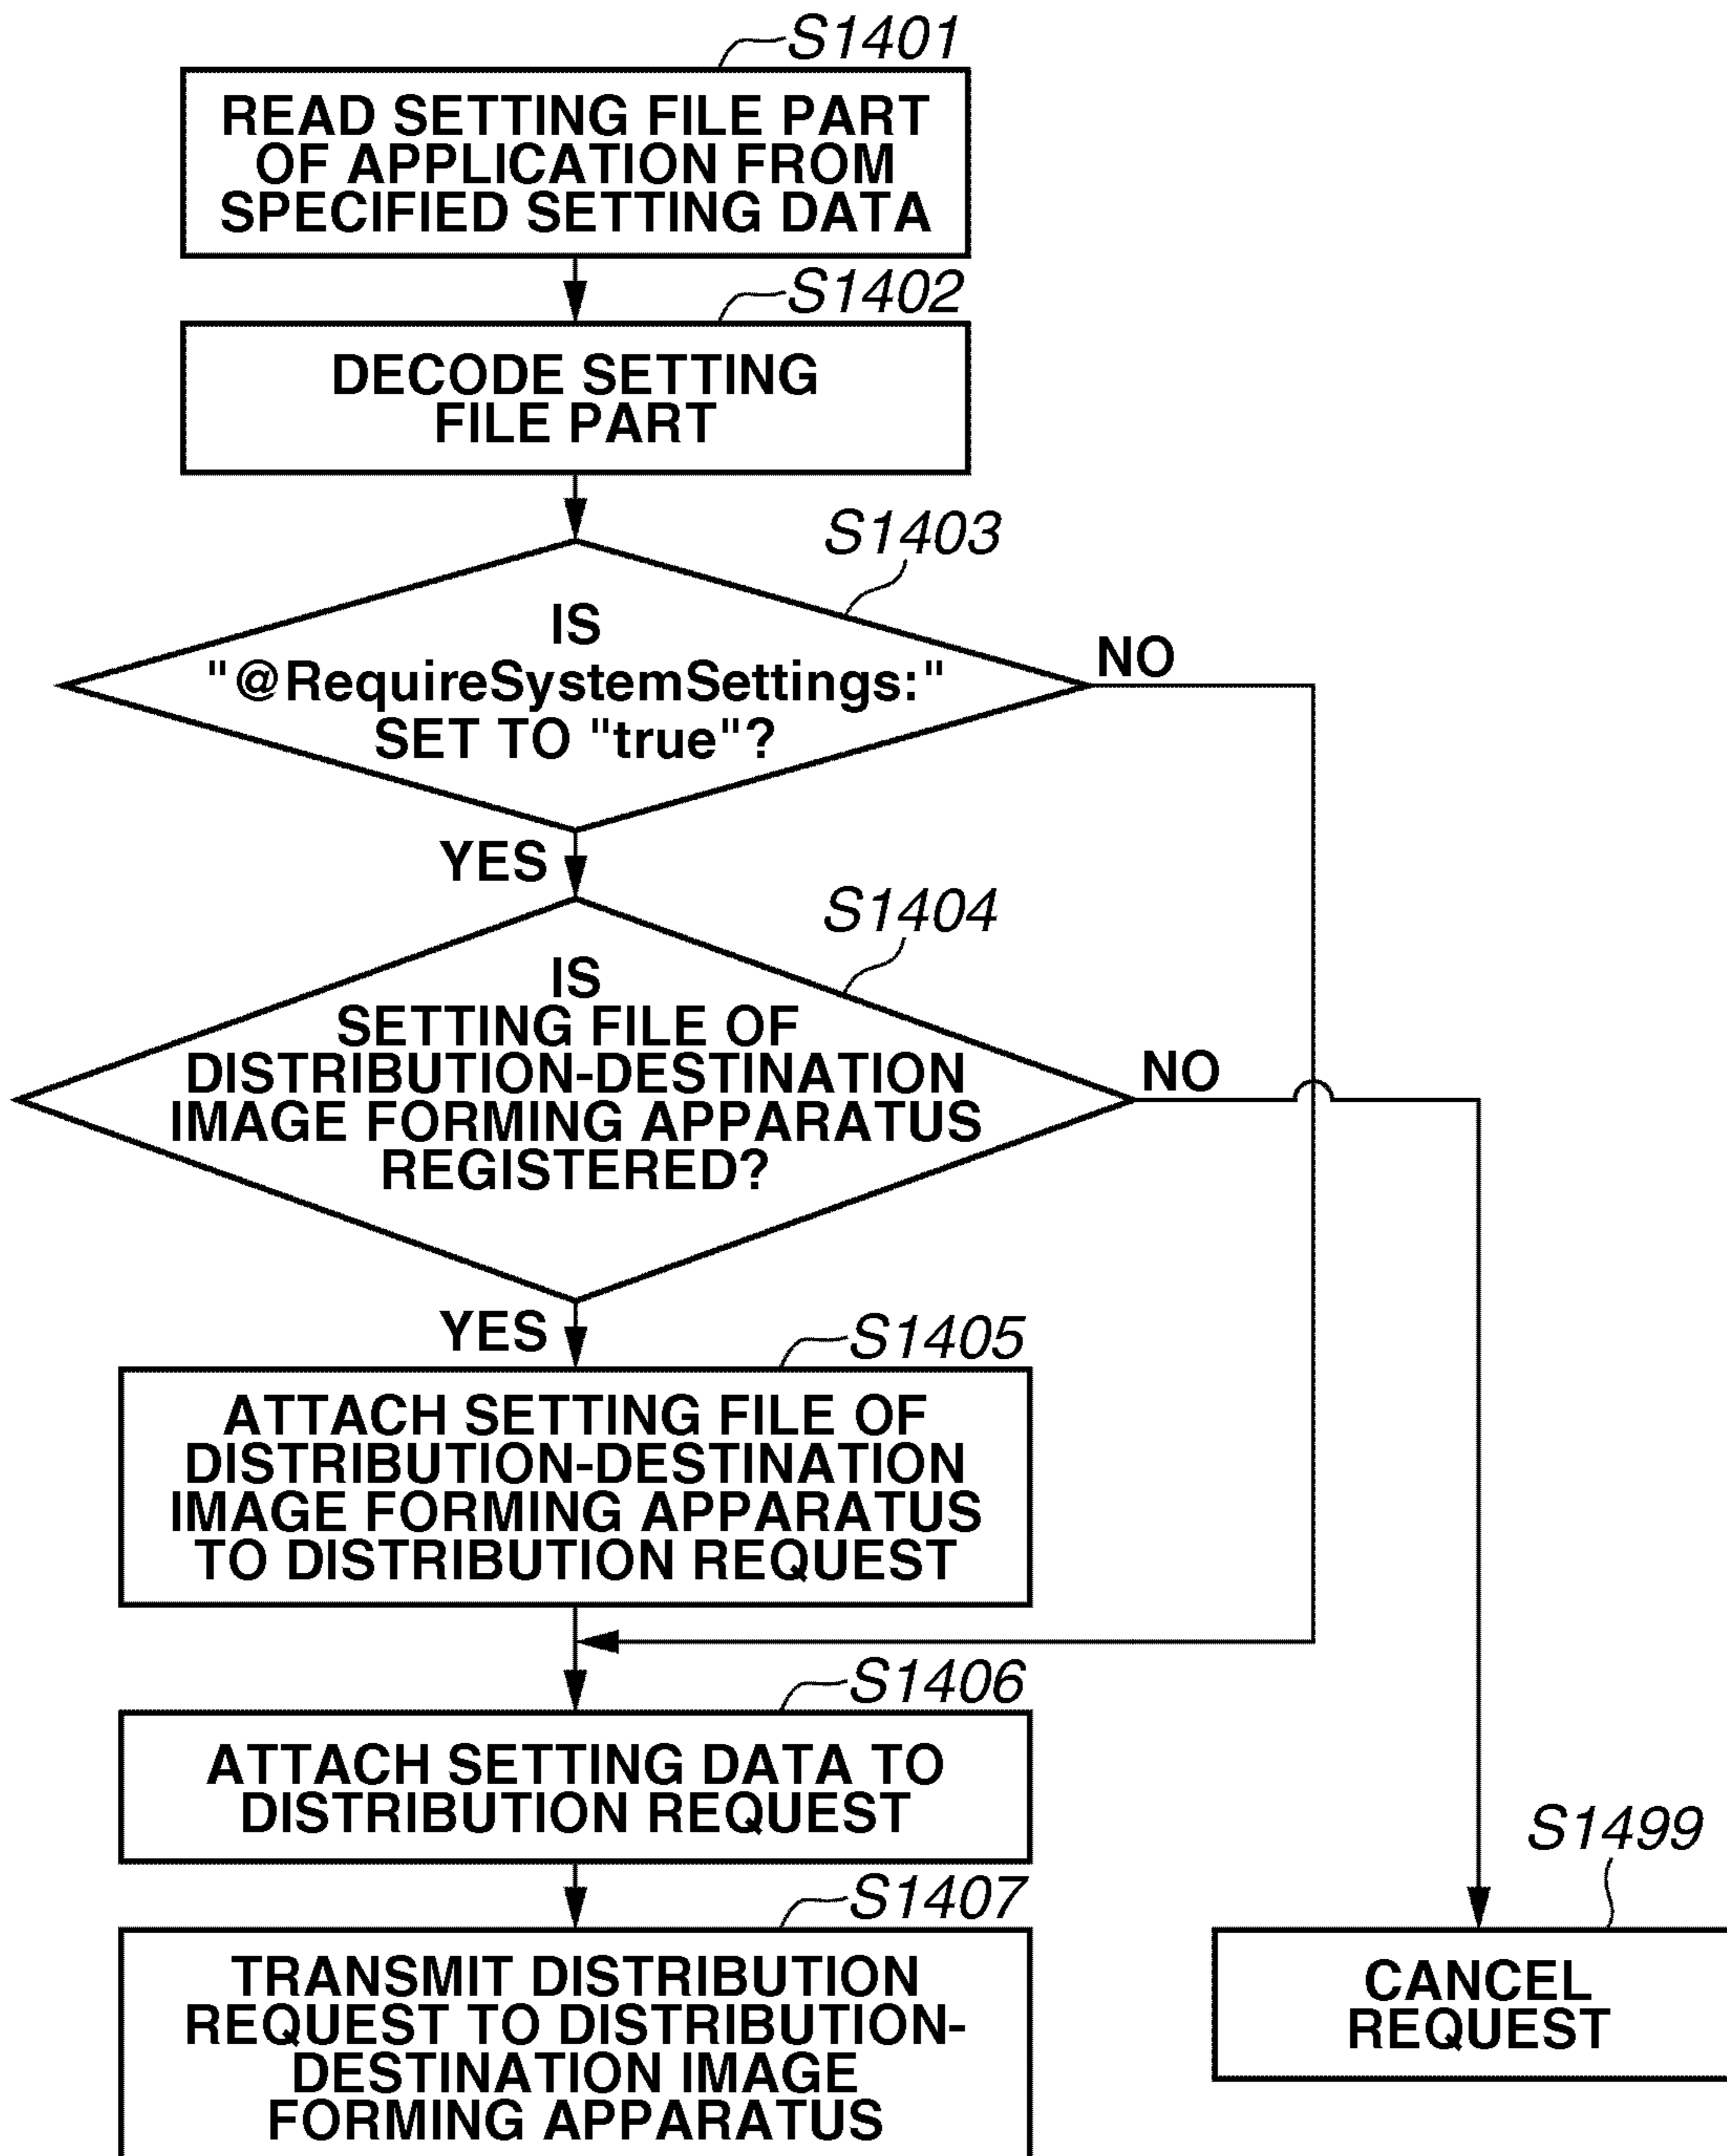 S1401
READ SETTING FILE PART
OF APPLICATION FROM
SPECIFIED SETTING DATA
S1402
DECODE SETTING
FILE PART
S1403
IS
"@RequireSystemSettings:"
SET TO "true"?
NO
YES
S1404
IS
SETTING FILE OF
DISTRIBUTION-DESTINATION
IMAGE FORMING APPARATUS
REGISTERED?
NO
YES
S1405
ATTACH SETTING FILE OF
DISTRIBUTION-DESTINATION
IMAGE FORMING APPARATUS
TO DISTRIBUTION REQUEST
S1406
ATTACH SETTING DATA TO
DISTRIBUTION REQUEST
S1407
TRANSMIT DISTRIBUTION
REQUEST TO DISTRIBUTION-
DESTINATION IMAGE
FORMING APPARATUS
S1499
CANCEL
REQUEST